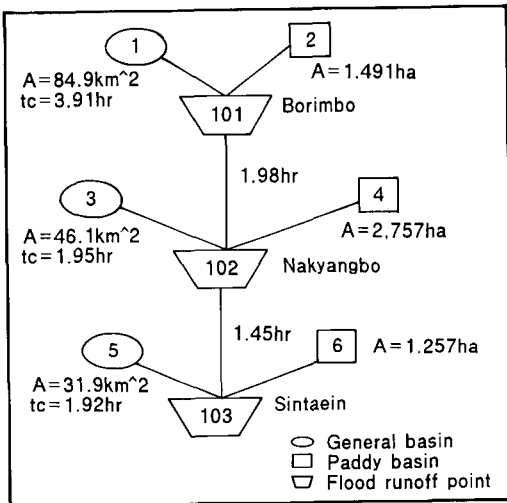 1
2
A=84.9km^2
tc=3.91hr
A=1.491ha
101
Borimbo
1.98hr
3
4
A=46.1km^2
tc=1.95hr
A=2,757ha
102
Nakyangbo
1.45hr
5
6
A=1.257ha
A=31.9km^2
tc=1.92hr
103
Sintaein
General basin
Paddy basin
Flood runoff point